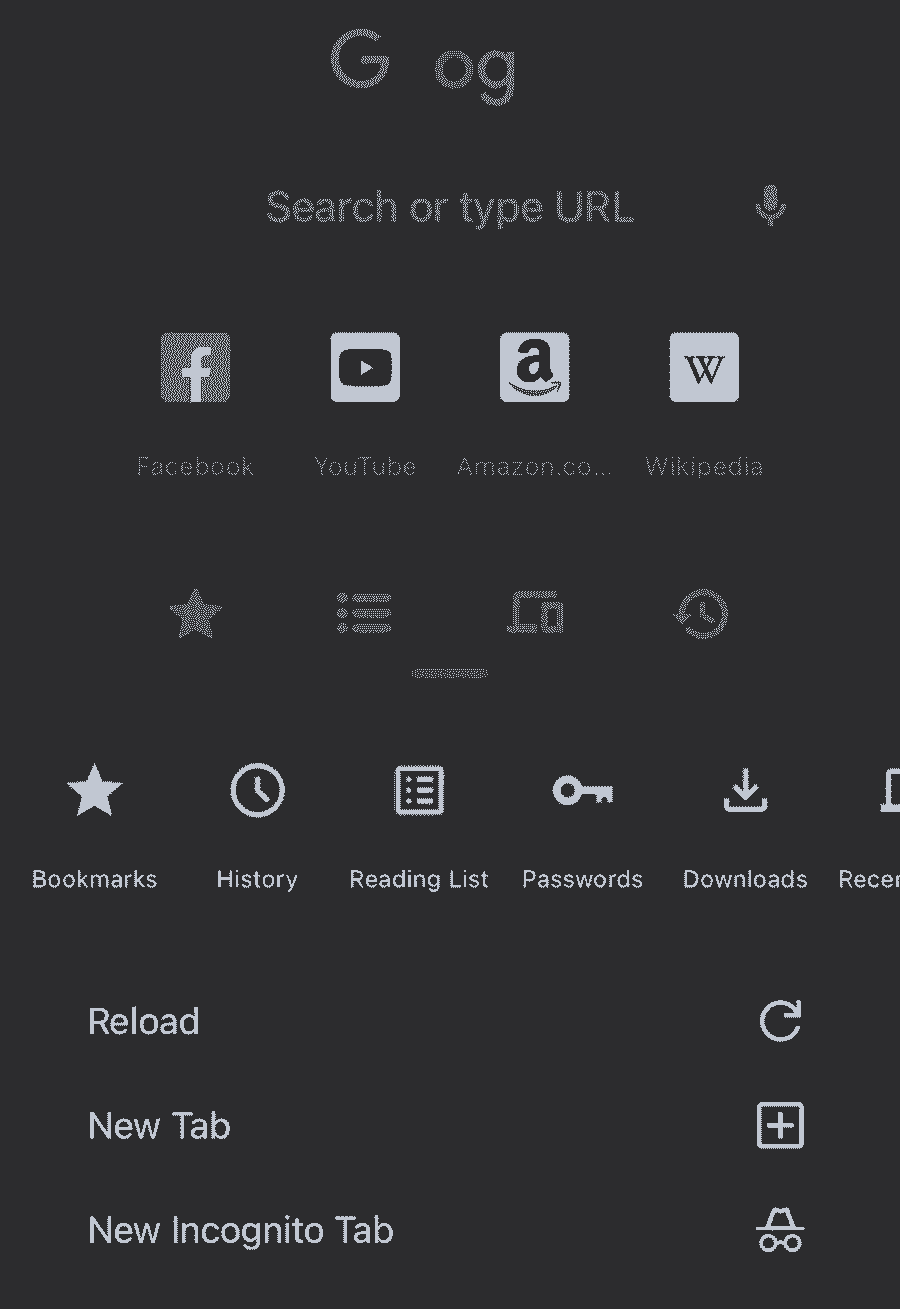 G og
Search or type URL
Facebook YouTube Amazon.co... Wikipedia
Bookmarks History Reading List Passwords Downloads Recen
Reload
New Tab
New Incognito Tab